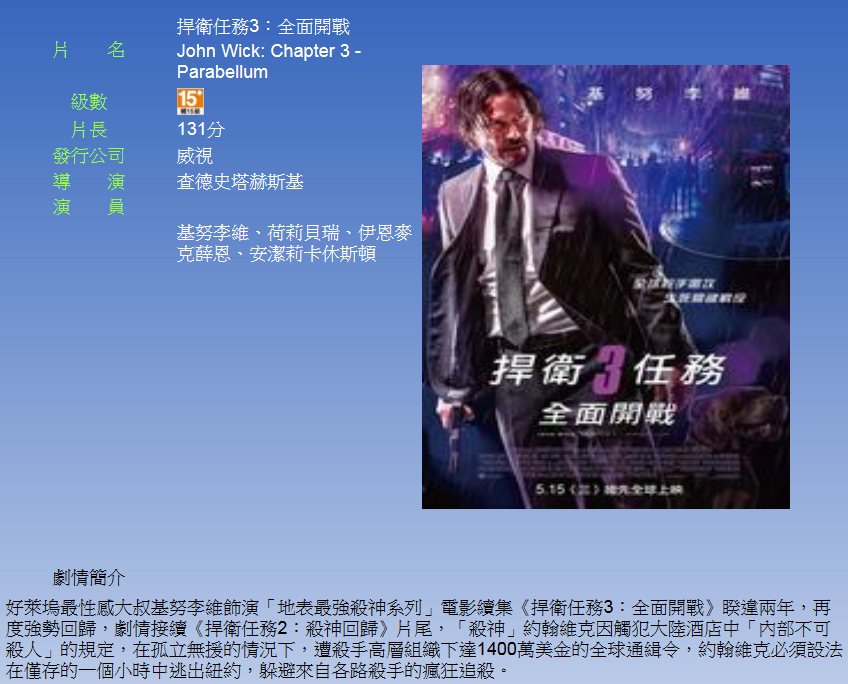 片 名
捍衛任務3：全面開戰
John Wick: Chapter 3 -
Parabellum
級數
15+
片長
131分
發行公司
威視
導 演
查德史塔赫斯基
演 員
基努李維、荷莉貝瑞、伊恩麥
克薛恩、安潔莉卡休斯頓
基努李維
捍衛3任務
全面開戰
5.15（三）搶先全球上映
劇情簡介
好萊塢最性感大叔基努李維飾演「地表最強殺神系列」電影續集《捍衛任務3：全面開戰》睽違兩年，再
度強勢回歸，劇情接續《捍衛任務2：殺神回歸》片尾，「殺神」約翰維克因觸犯大陸酒店中「內部不可
殺人」的規定，在孤立無援的情況下，遭殺手高層組織下達1400萬美金的全球通緝令，約翰維克必須設法
在僅存的一個小時中逃出紐約，躲避來自各路殺手的瘋狂追殺。